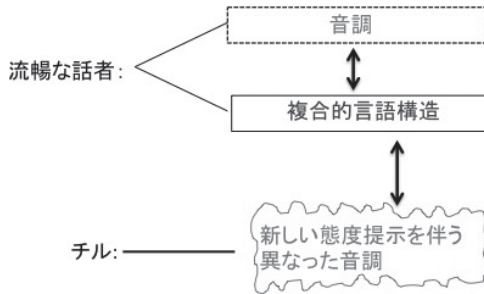 音調
流暢な話者:
複合的言語構造
新しい態度提示を伴う
異なった音調
チル: